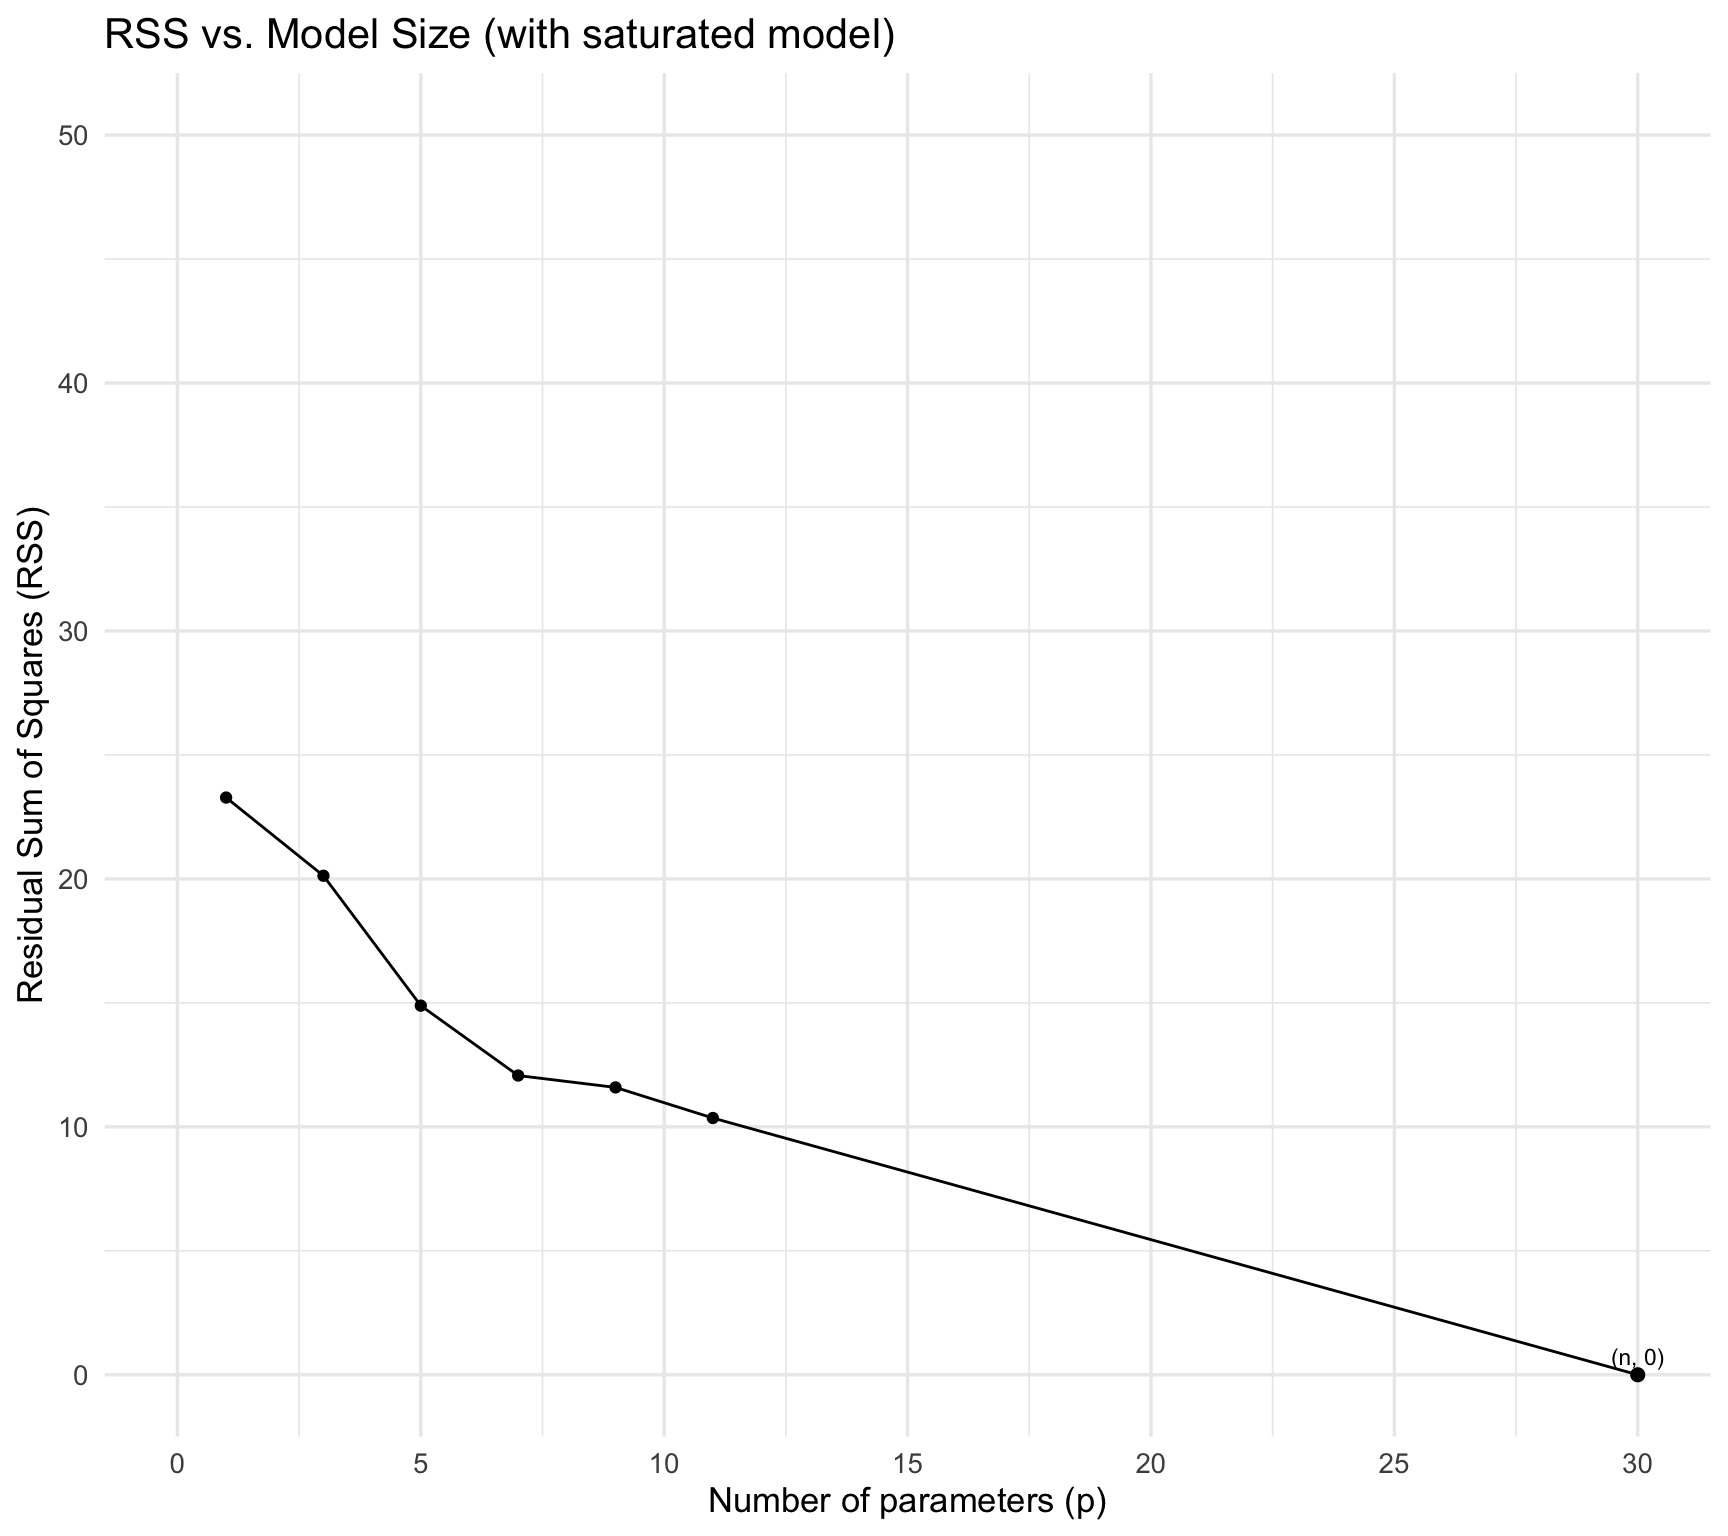 RSS vs. Model Size (with saturated model)
Residual Sum of Squares (RSS)
50
40
30
20
10
0
(n, 0)
0 5 10 15 20 25 30
Number of parameters (p)